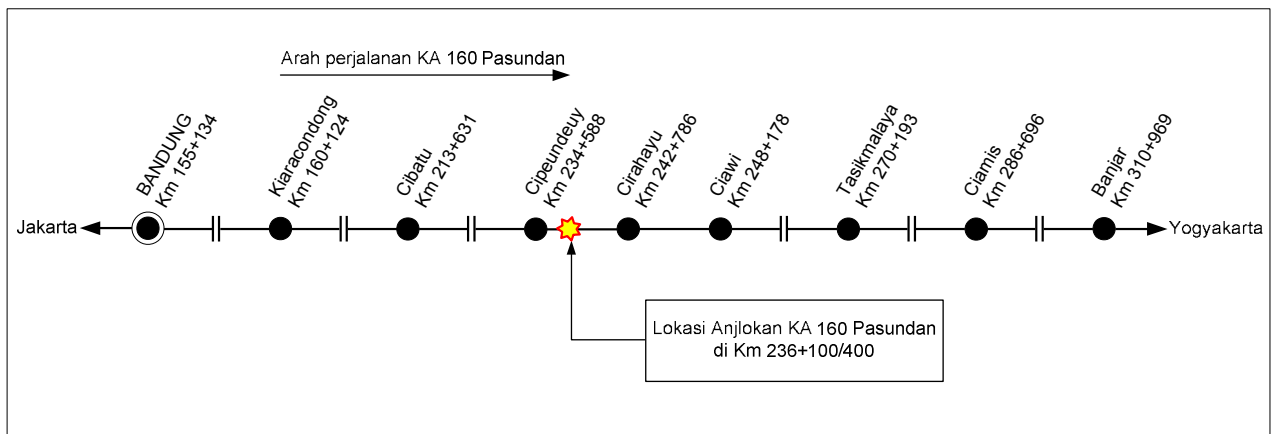 Arah perjalanan KA 160 Pasundan
BANDUNG
Km 155+134
Kiaracondong
Km 160+124
Cibatu
Km 213+631
Cipeundeuy
Km 234+588
Cirahayu
Km 242+786
Ciawi
Km 248+178
Tasikmalaya
Km 270+193
Ciamis
Km 286+696
Banjar
Km 310+969
Jakarta
Yogyakarta
Lokasi Anjlokan KA 160 Pasundan
di Km 236+100/400